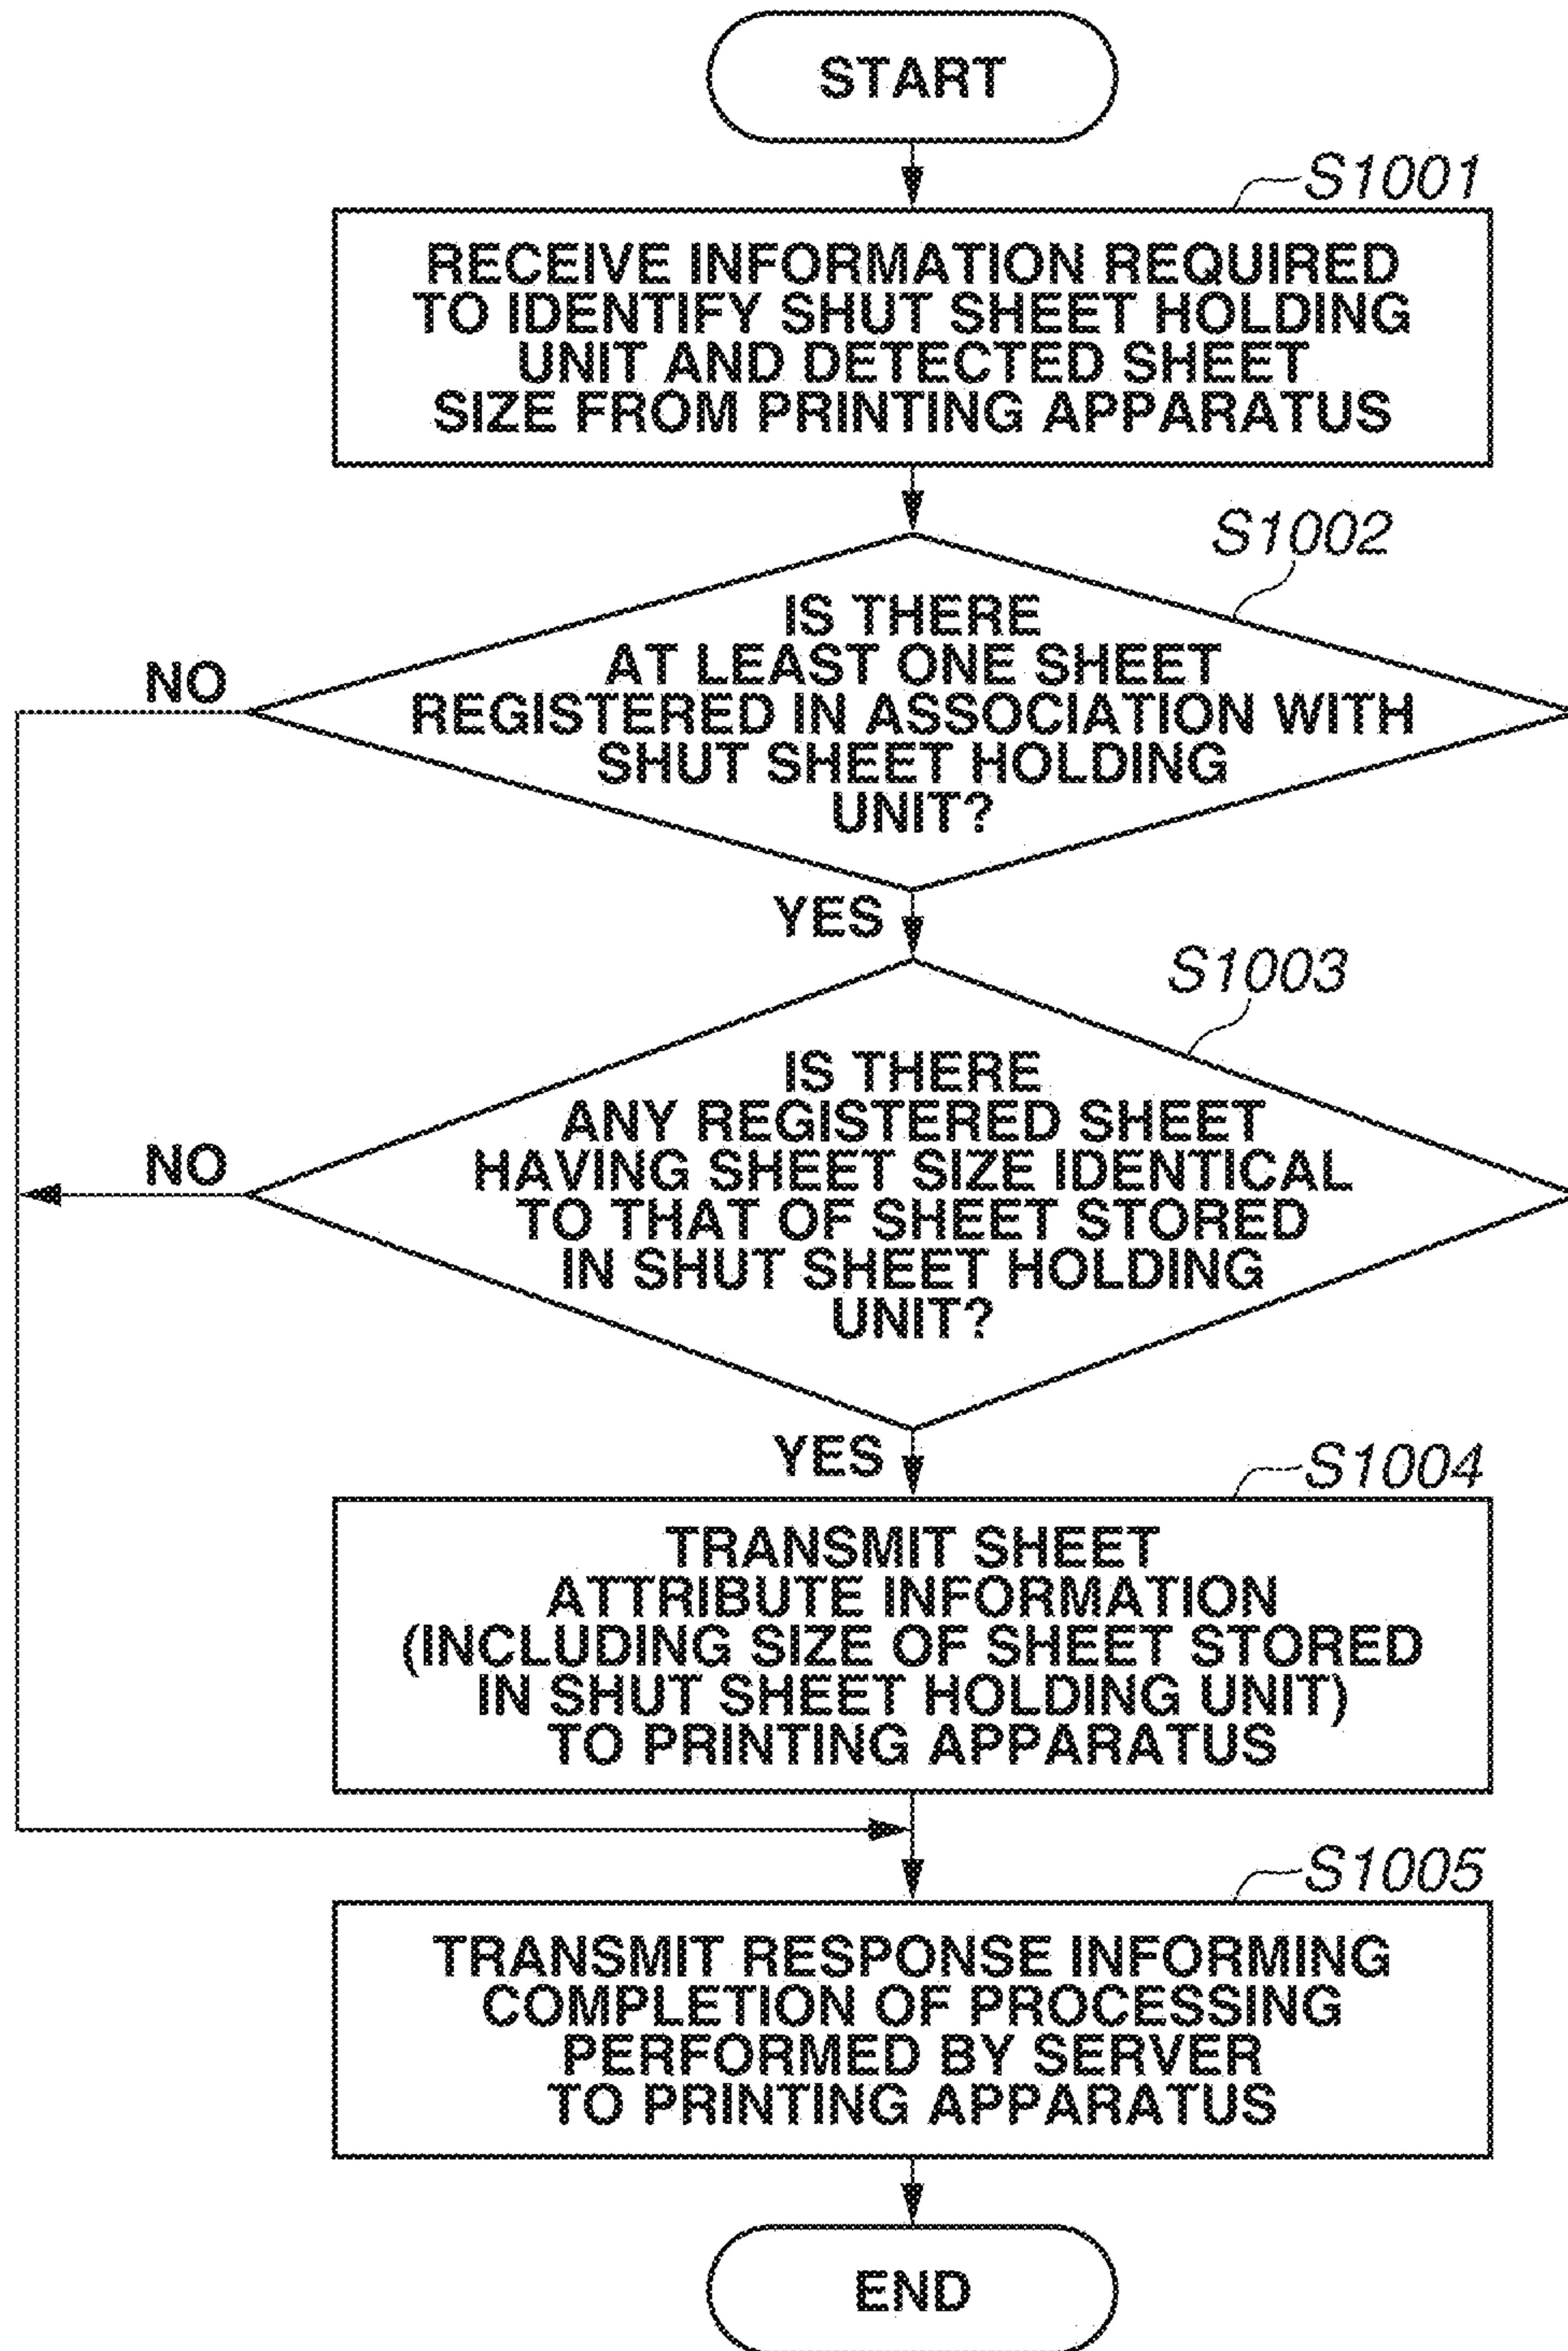 START
S1001
RECEIVE INFORMATION REQUIRED
TO IDENTIFY SHUT SHEET HOLDING
UNIT AND DETECTED SHEET
SIZE FROM PRINTING APPARATUS
S1002
IS THERE
AT LEAST ONE SHEET
REGISTERED IN ASSOCIATION WITH
SHUT SHEET HOLDING
UNIT?
NO
YES
S1003
IS THERE
ANY REGISTERED SHEET
HAVING SHEET SIZE IDENTICAL
TO THAT OF SHEET STORED
IN SHUT SHEET HOLDING
UNIT?
NO
YES
S1004
TRANSMIT SHEET
ATTRIBUTE INFORMATION
(INCLUDING SIZE OF SHEET STORED
IN SHUT SHEET HOLDING UNIT)
TO PRINTING APPARATUS
S1005
TRANSMIT RESPONSE INFORMING
COMPLETION OF PROCESSING
PERFORMED BY SERVER
TO PRINTING APPARATUS
END